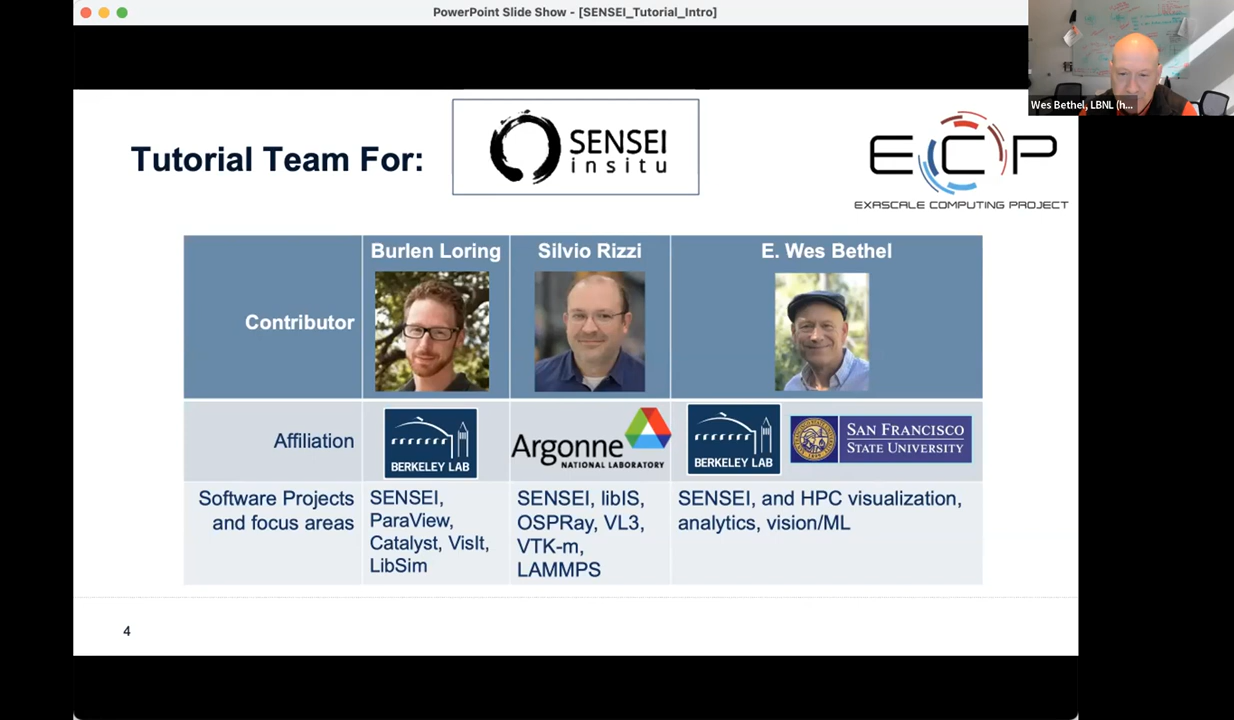 PowerPoint Slide Show - [SENSEI_Tutorial_Intro]
Wes Bethel, LBNL (h...
Tutorial Team For:
SENSEI
insitu
ECP
EXASCALE COMPUTING PROJECT
Contributor
Burlen Loring
Silvio Rizzi
E. Wes Bethel
Affiliation
BERKELEY LAB
Argonne
NATIONAL LABORATORY
BERKELEY LAB
SAN FRANCISCO
STATE UNIVERSITY
Software Projects
and focus areas
SENSEI,
ParaView,
Catalyst, VisIt,
LibSim
SENSEI, libIS,
OSPRay, VL3,
VTK-m,
LAMMPS
SENSEI, and HPC visualization,
analytics, vision/ML
4